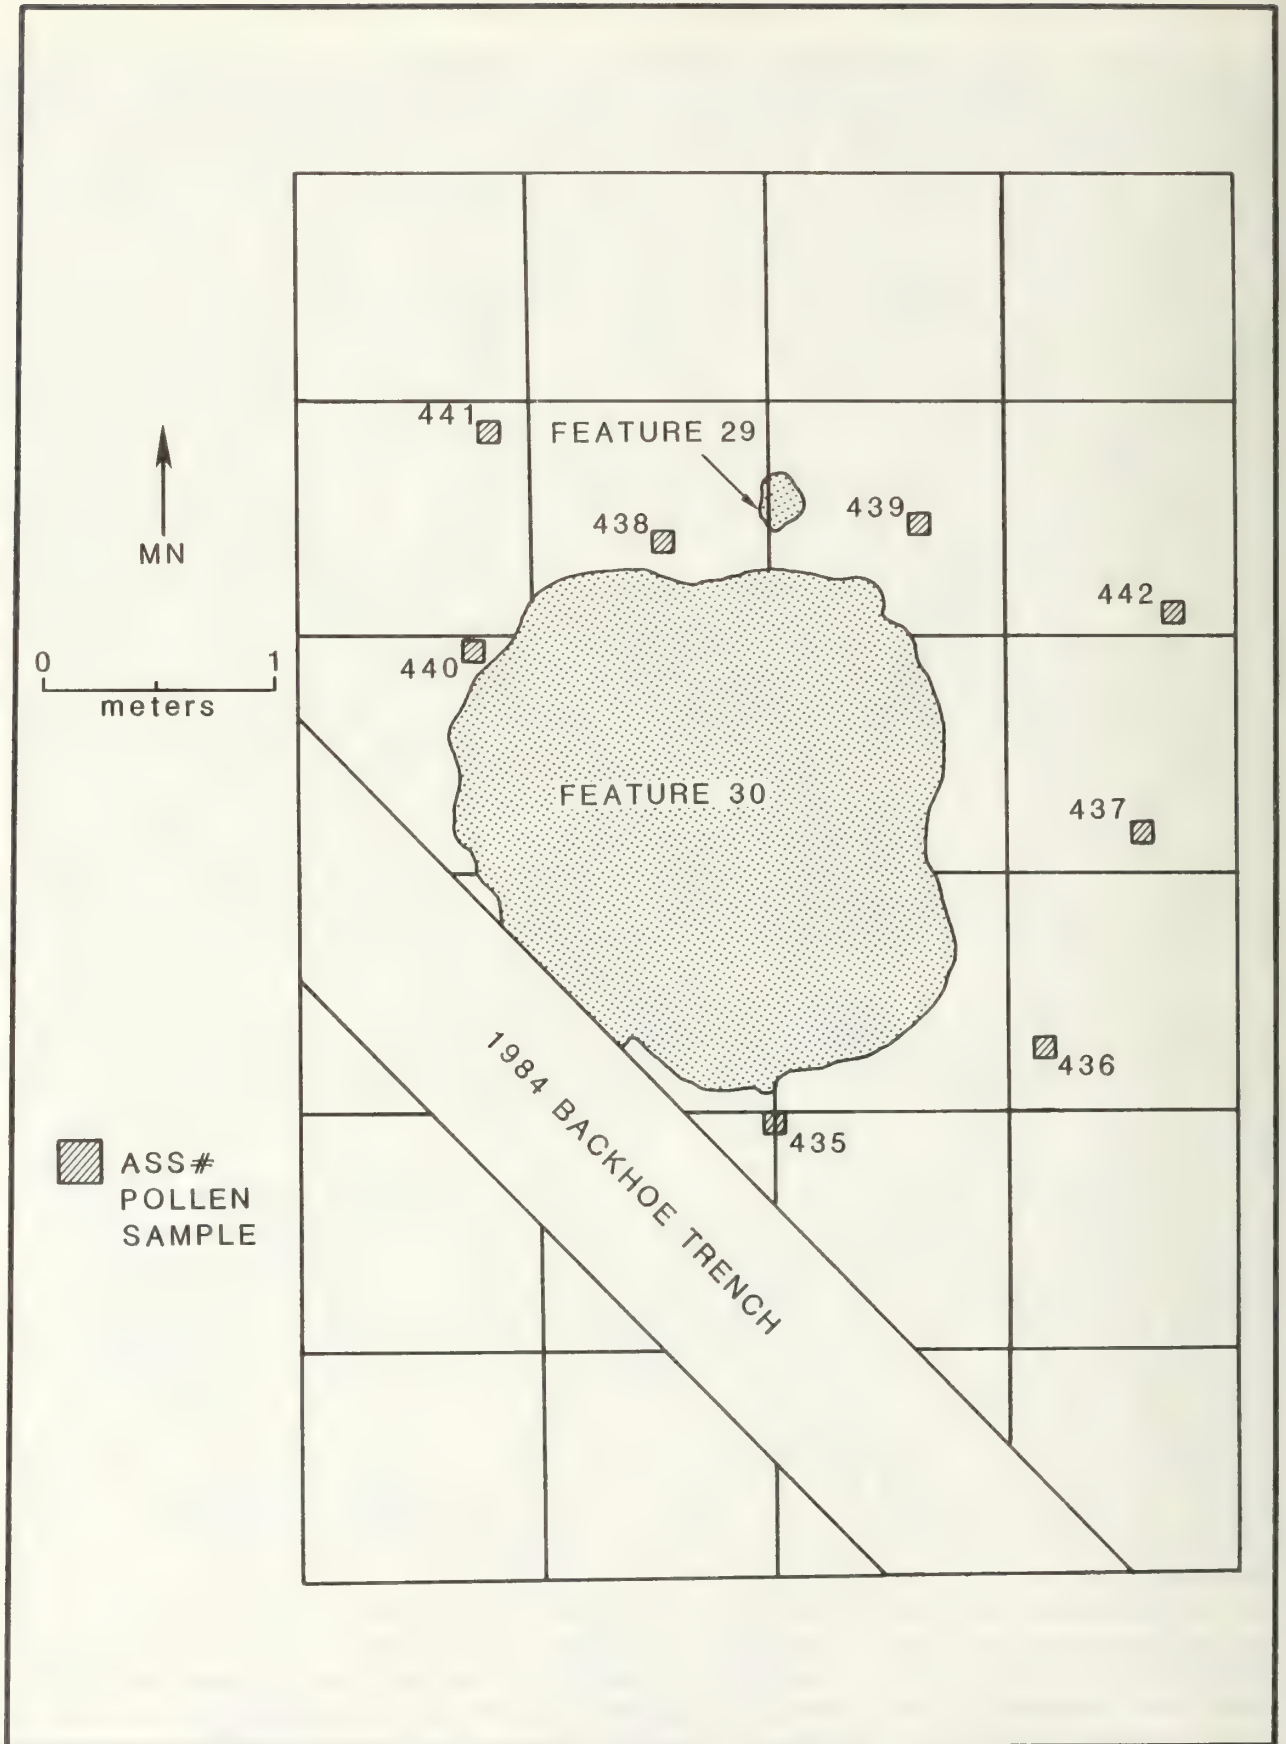 441
FEATURE 29
438
439
442
MN
0 1
meters
440
FEATURE 30
437
436
435
1984 BACKHOE TRENCH
ASS#
POLLEN
SAMPLE